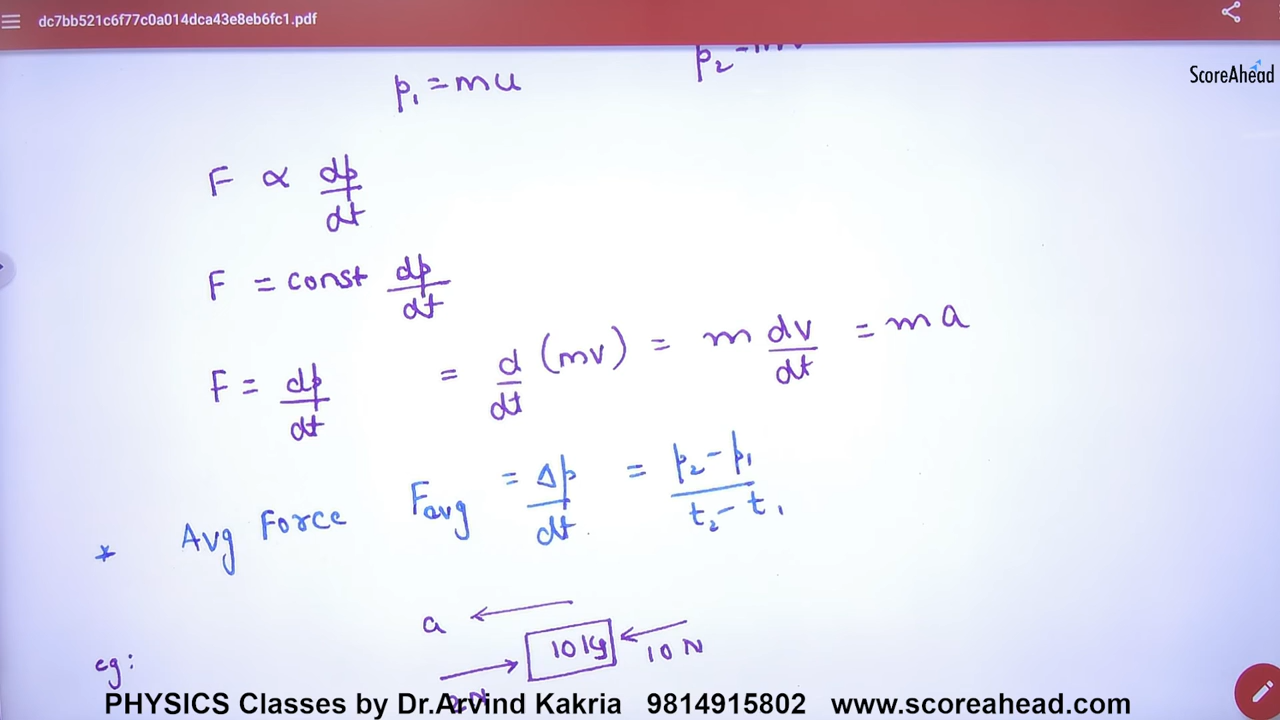 dc7bb521c6f77c0a014dca43e8eb6fc1.pdf
ScoreAhead
p₁ = mu
p₂ =
F ∝ dp/dt
F = const dp/dt
F = dp/dt = d/dt (mv) = m dv/dt = ma
* Avg Force Favg = Δp/dt = p₂ - p₁/t₂ - t₁
a
eg: 10 kg 10 N
PHYSICS Classes by Dr.Arvind Kakria 9814915802 www.scoreahead.com